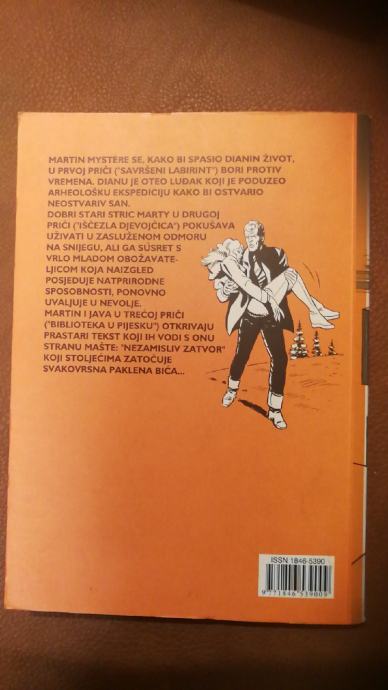 MARTIN MYSTERE SE, KAKO BI SPASIO DIANIN ŽIVOT,
U PRVOJ PRIČI ("SAVRŠENI LABIRINT") BORI PROTIV
VREMENA. DIANU JE OTEO LUĐAK KOJI JE PODUZEO
ARHEOLOŠKU EKSPEDICIJU KAKO BI OSTVARIO
NEOSTVARIV SAN.
DOBRI STARI STRIC MARTY U DRUGOJ
PRIČI ("IŠČEZLA DJEVOJČICA") POKUŠAVA
UŽIVATI U ZASLUŽENOM ODMORU
NA SNIJEGU, ALI GA SUSRET S
VRLO MLADOM OBOŽAVATE-
LJICOM KOJA NAIZGLED
POSJEDUJE NATPRIRODNE
SPOSOBNOSTI, PONOVNO
UVALJUJE U NEVOLJE.
MARTIN I JAVA U TREĆOJ PRIČI
("BIBLIOTEKA U PIJESKU") OTKRIVAJU
PRASTARI TEKST KOJI IH VODI S ONU
STRANU MAŠTE: "NEZAMISLIV ZATVOR"
KOJI STOLJEĆIMA ZATOČUJE
SVAKOVRSNA PAKLENA BIĆA...
ISSN 1846-5390
9 771846 539009